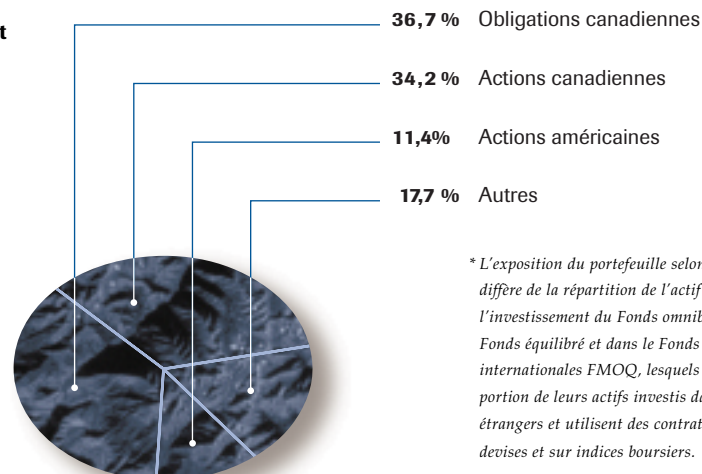 36,7 % Obligations canadiennes
t
34,2 % Actions canadiennes
11,4% Actions américaines
17,7 % Autres
* L'exposition du portefeuille selon
diffère de la répartition de l'actif
l'investissement du Fonds omnib
Fonds équilibré et dans le Fonds
internationales FMOQ, lesquels
portion de leurs actifs investis da
étrangers et utilisent des contrat
devises et sur indices boursiers.